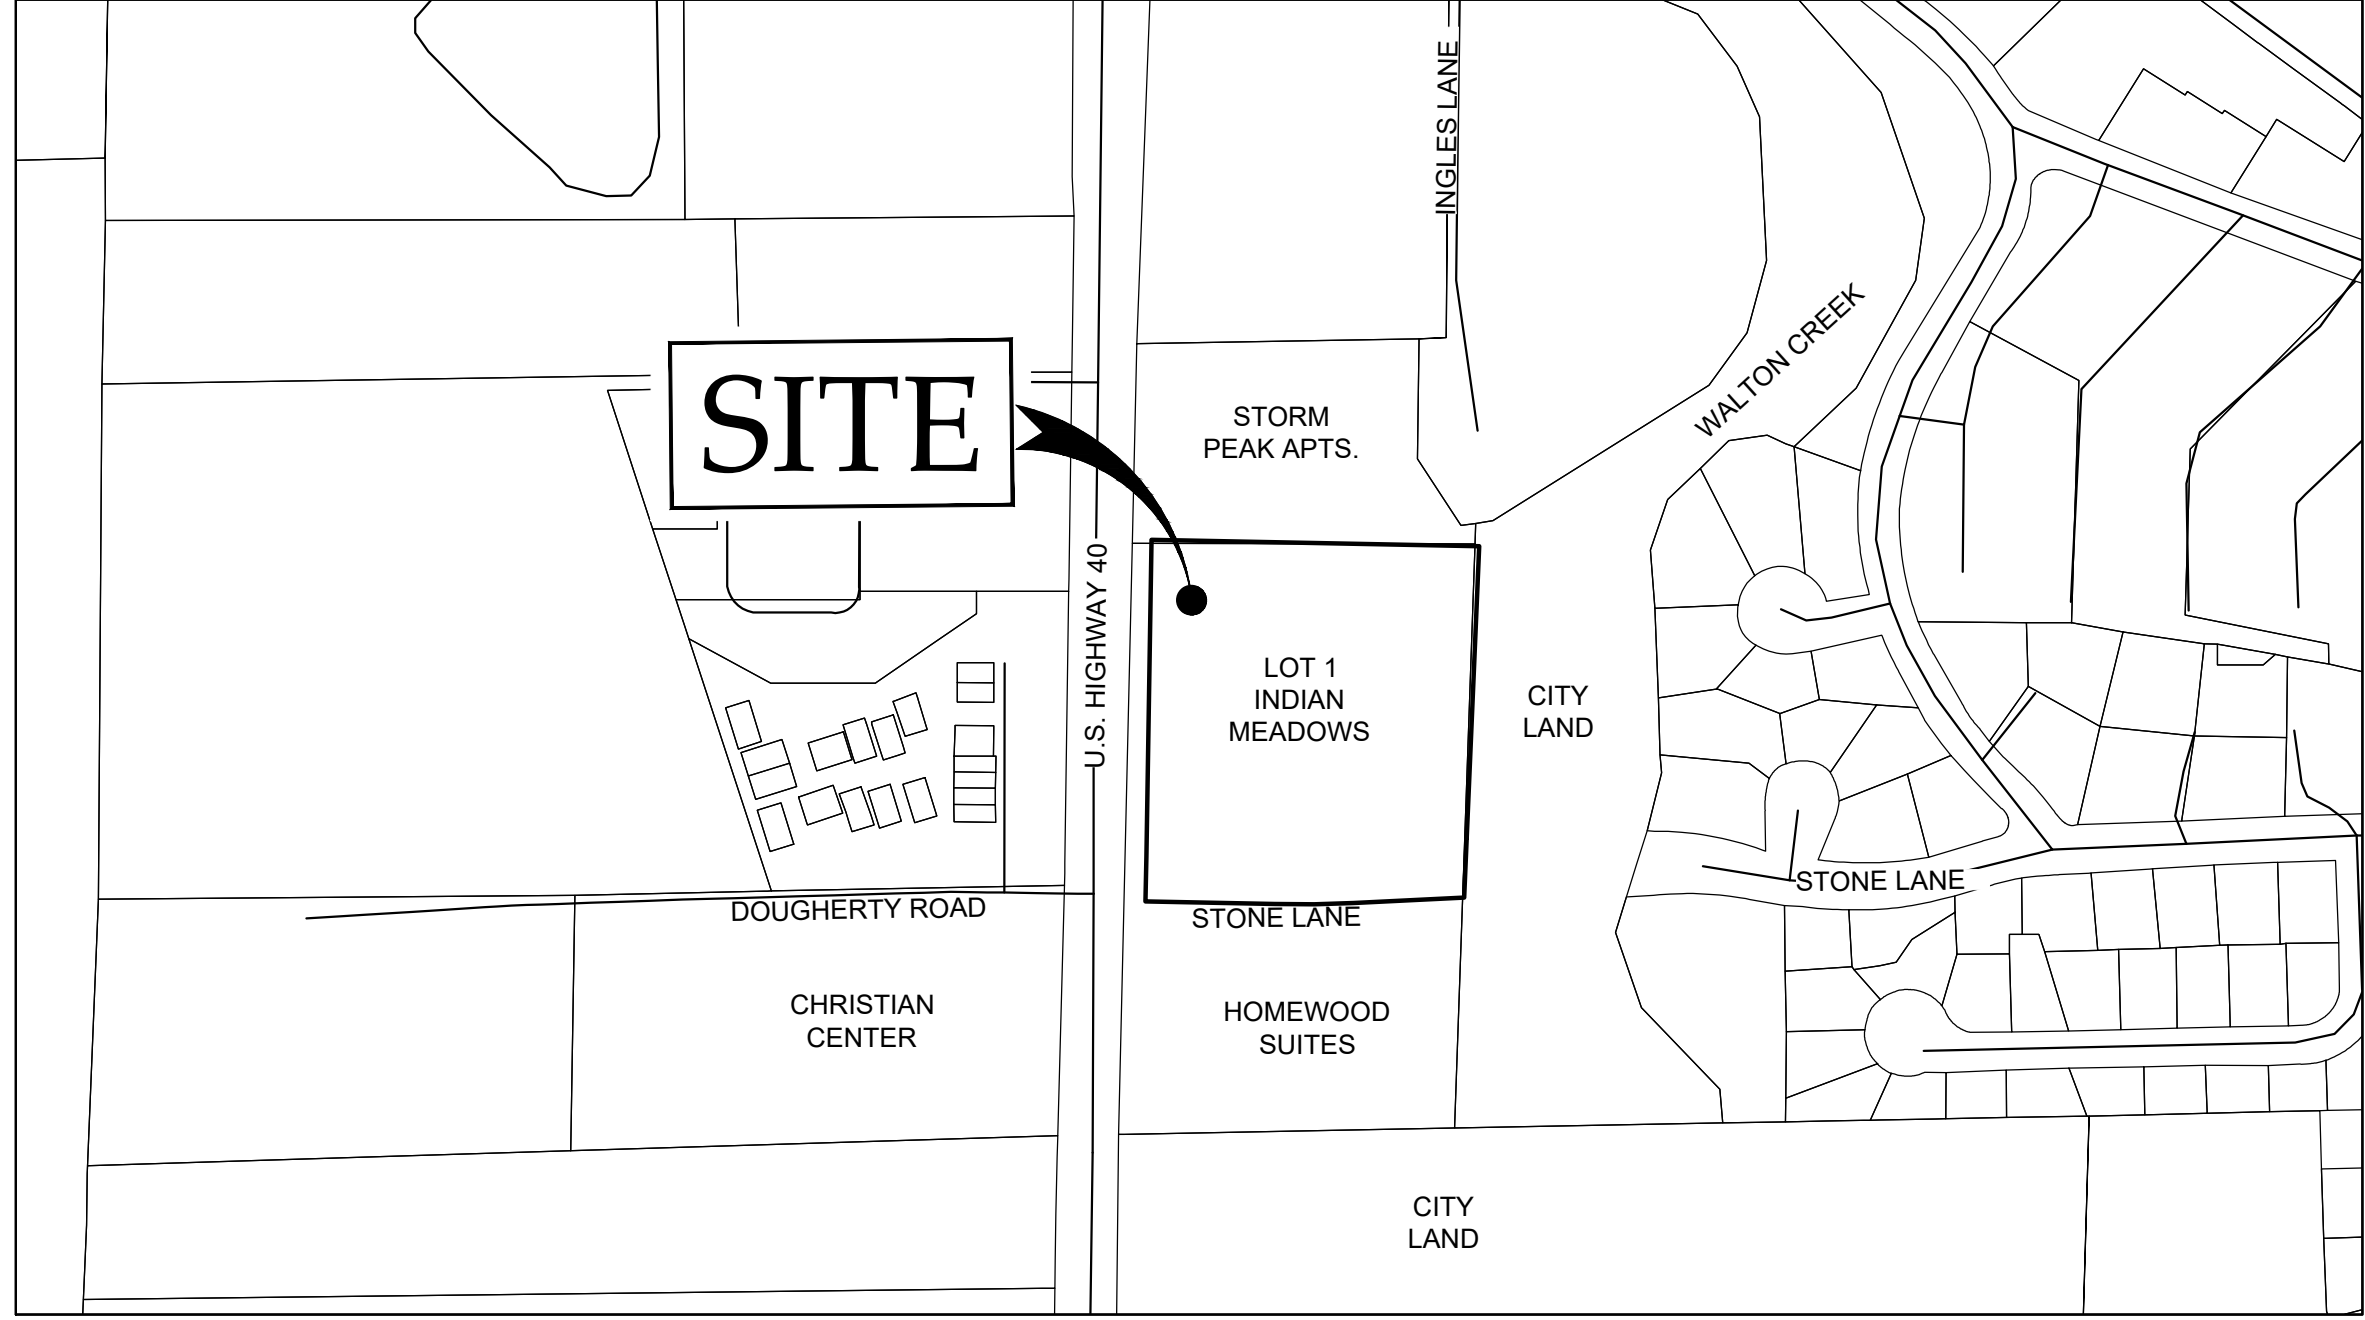 INGLES LANE
WALTON CREEK
SITE
STORM
PEAK APTS.
U.S. HIGHWAY 40
LOT 1
INDIAN
MEADOWS
CITY
LAND
STONE LANE
DOUGHERTY ROAD
STONE LANE
CHRISTIAN
CENTER
HOMEWOOD
SUITES
CITY
LAND